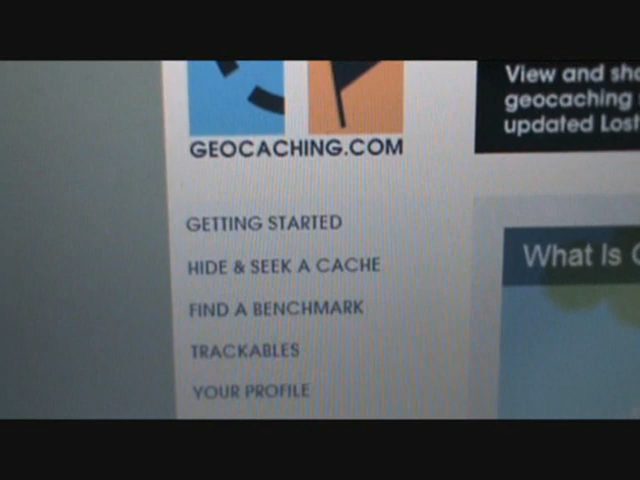 GEOCACHING.COM
GETTING STARTED
HIDE & SEEK A CACHE
FIND A BENCHMARK
TRACKABLES
YOUR PROFILE
View and
geocaching
updated Lost
What Is